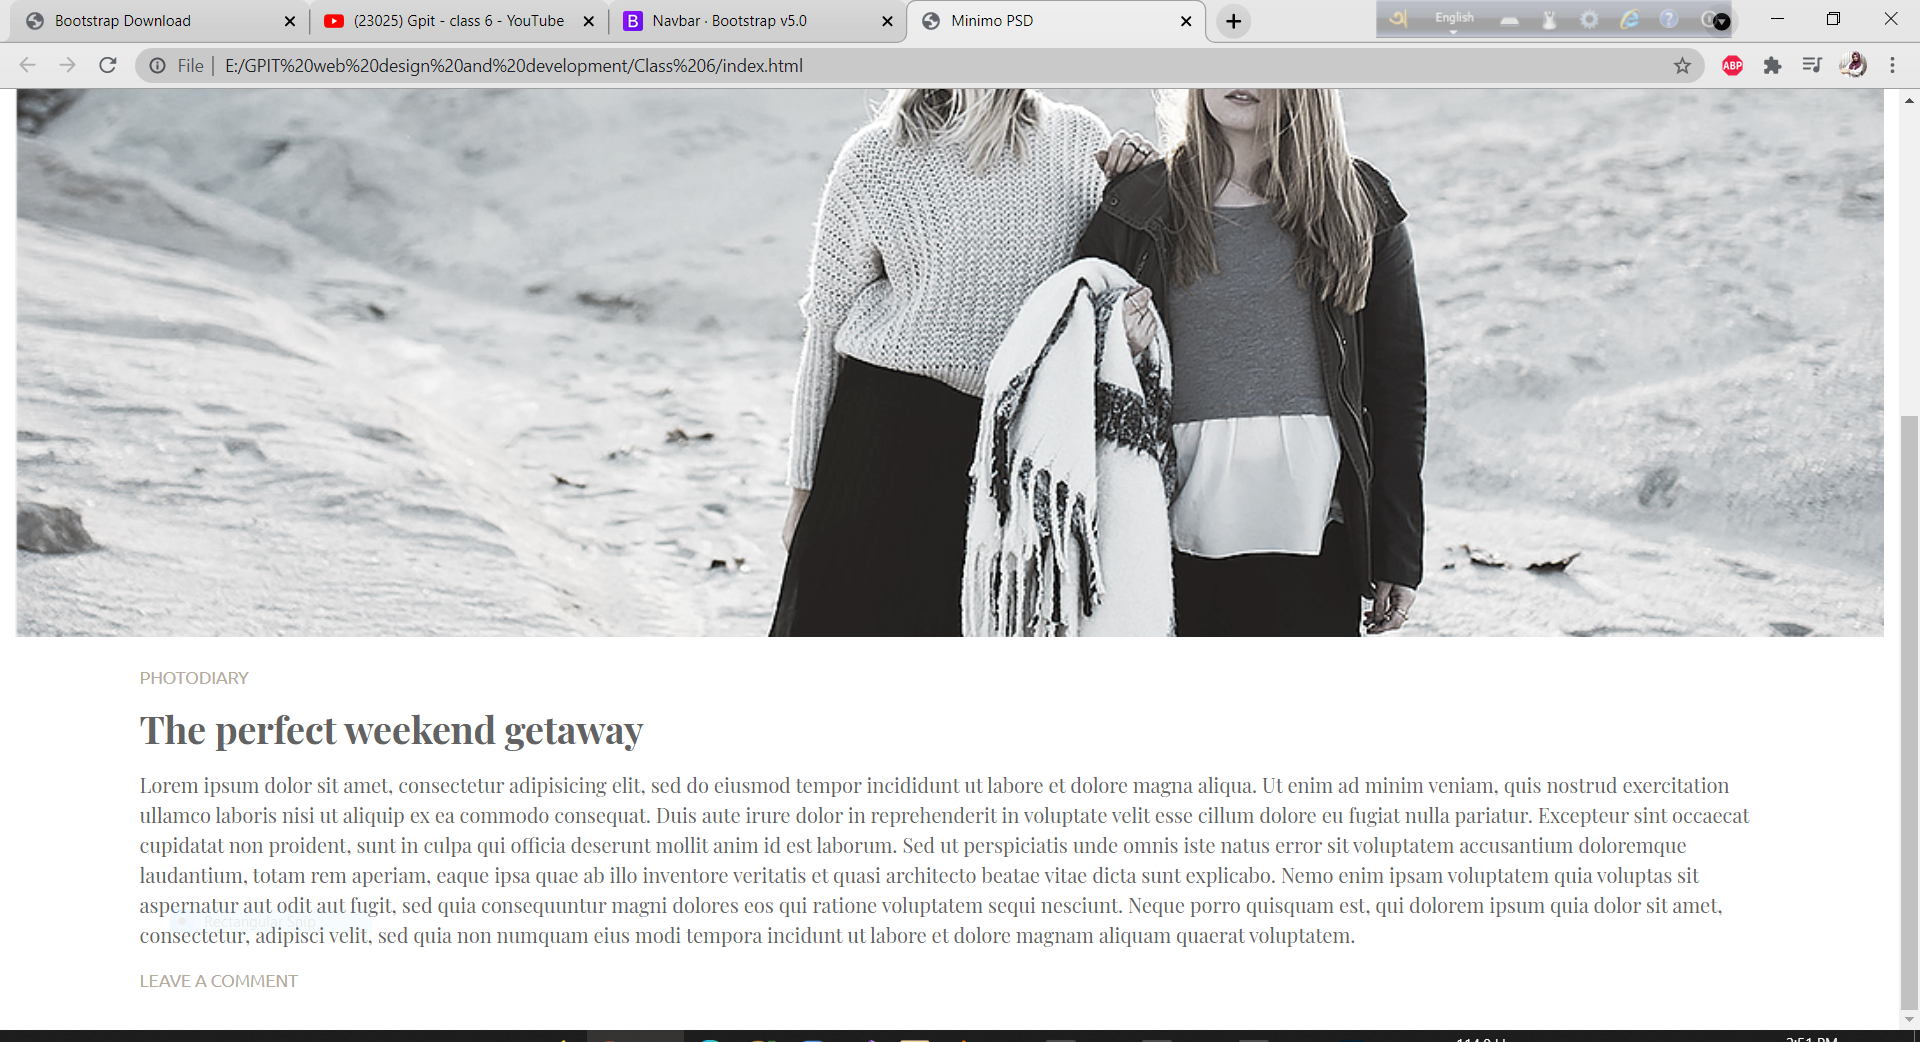 Bootstrap Download
(23025) Gpit - class 6 - YouTube
Navbar · Bootstrap v5.0
Minimo PSD
English
File | E:/GPIT%20web%20design%20and%20development/Class%206/index.html
ABP
PHOTODIARY
The perfect weekend getaway
Lorem ipsum dolor sit amet, consectetur adipisicing elit, sed do eiusmod tempor incididunt ut labore et dolore magna aliqua. Ut enim ad minim veniam, quis nostrud exercitation
ullamco laboris nisi ut aliquip ex ea commodo consequat. Duis aute irure dolor in reprehenderit in voluptate velit esse cillum dolore eu fugiat nulla pariatur. Excepteur sint occaecat
cupidatat non proident, sunt in culpa qui officia deserunt mollit anim id est laborum. Sed ut perspiciatis unde omnis iste natus error sit voluptatem accusantium doloremque
laudantium, totam rem aperiam, eaque ipsa quae ab illo inventore veritatis et quasi architecto beatae vitae dicta sunt explicabo. Nemo enim ipsam voluptatem quia voluptas sit
aspernatur aut odit aut fugit, sed quia consequuntur magni dolores eos qui ratione voluptatem sequi nesciunt. Neque porro quisquam est, qui dolorem ipsum quia dolor sit amet,
Rectangular Snip
consectetur, adipisci velit, sed quia non numquam eius modi tempora incidunt ut labore et dolore magnam aliquam quaerat voluptatem.
LEAVE A COMMENT